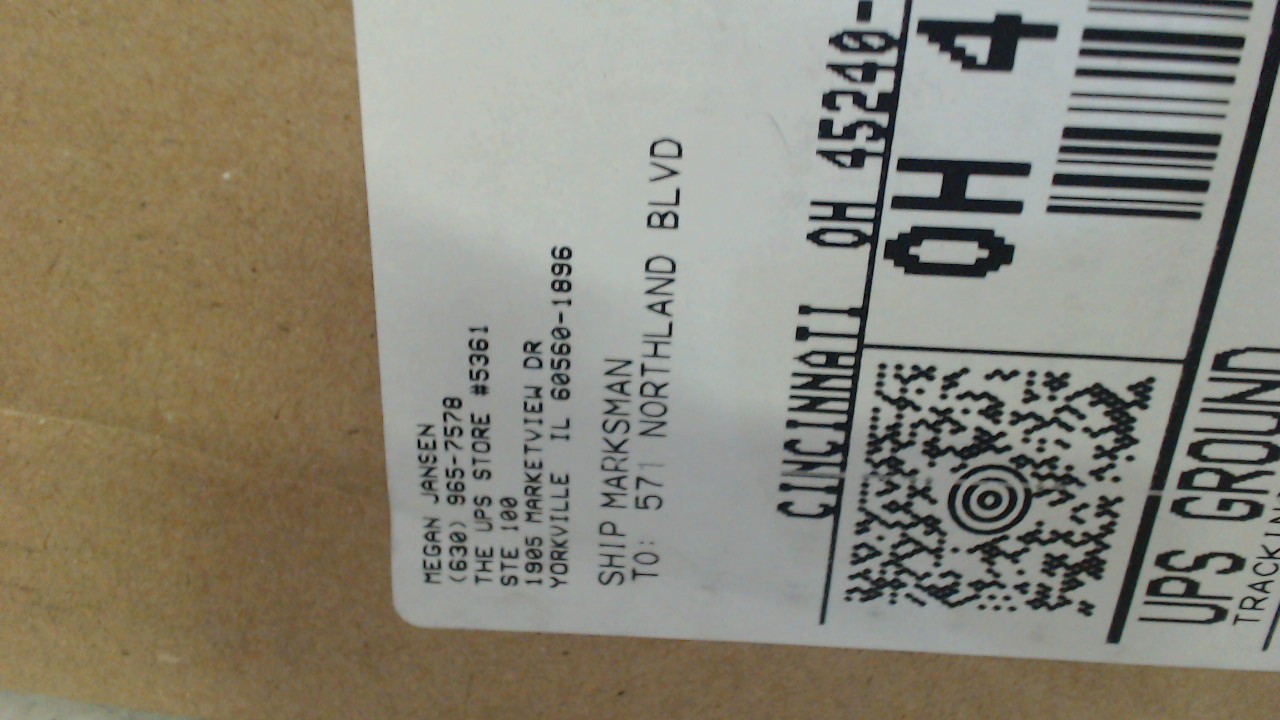 MEGAN JANSEN
(630) 965-7578
THE UPS STORE #5361
STE 100
1905 MARKETVIEW DR
YORKVILLE IL 60560-1896
SHIP MARKSMAN
TO: 571 NORTHLAND BLVD
CINCINNATI OH 45240-
OH 4
UPS GROUND
TRACKIN